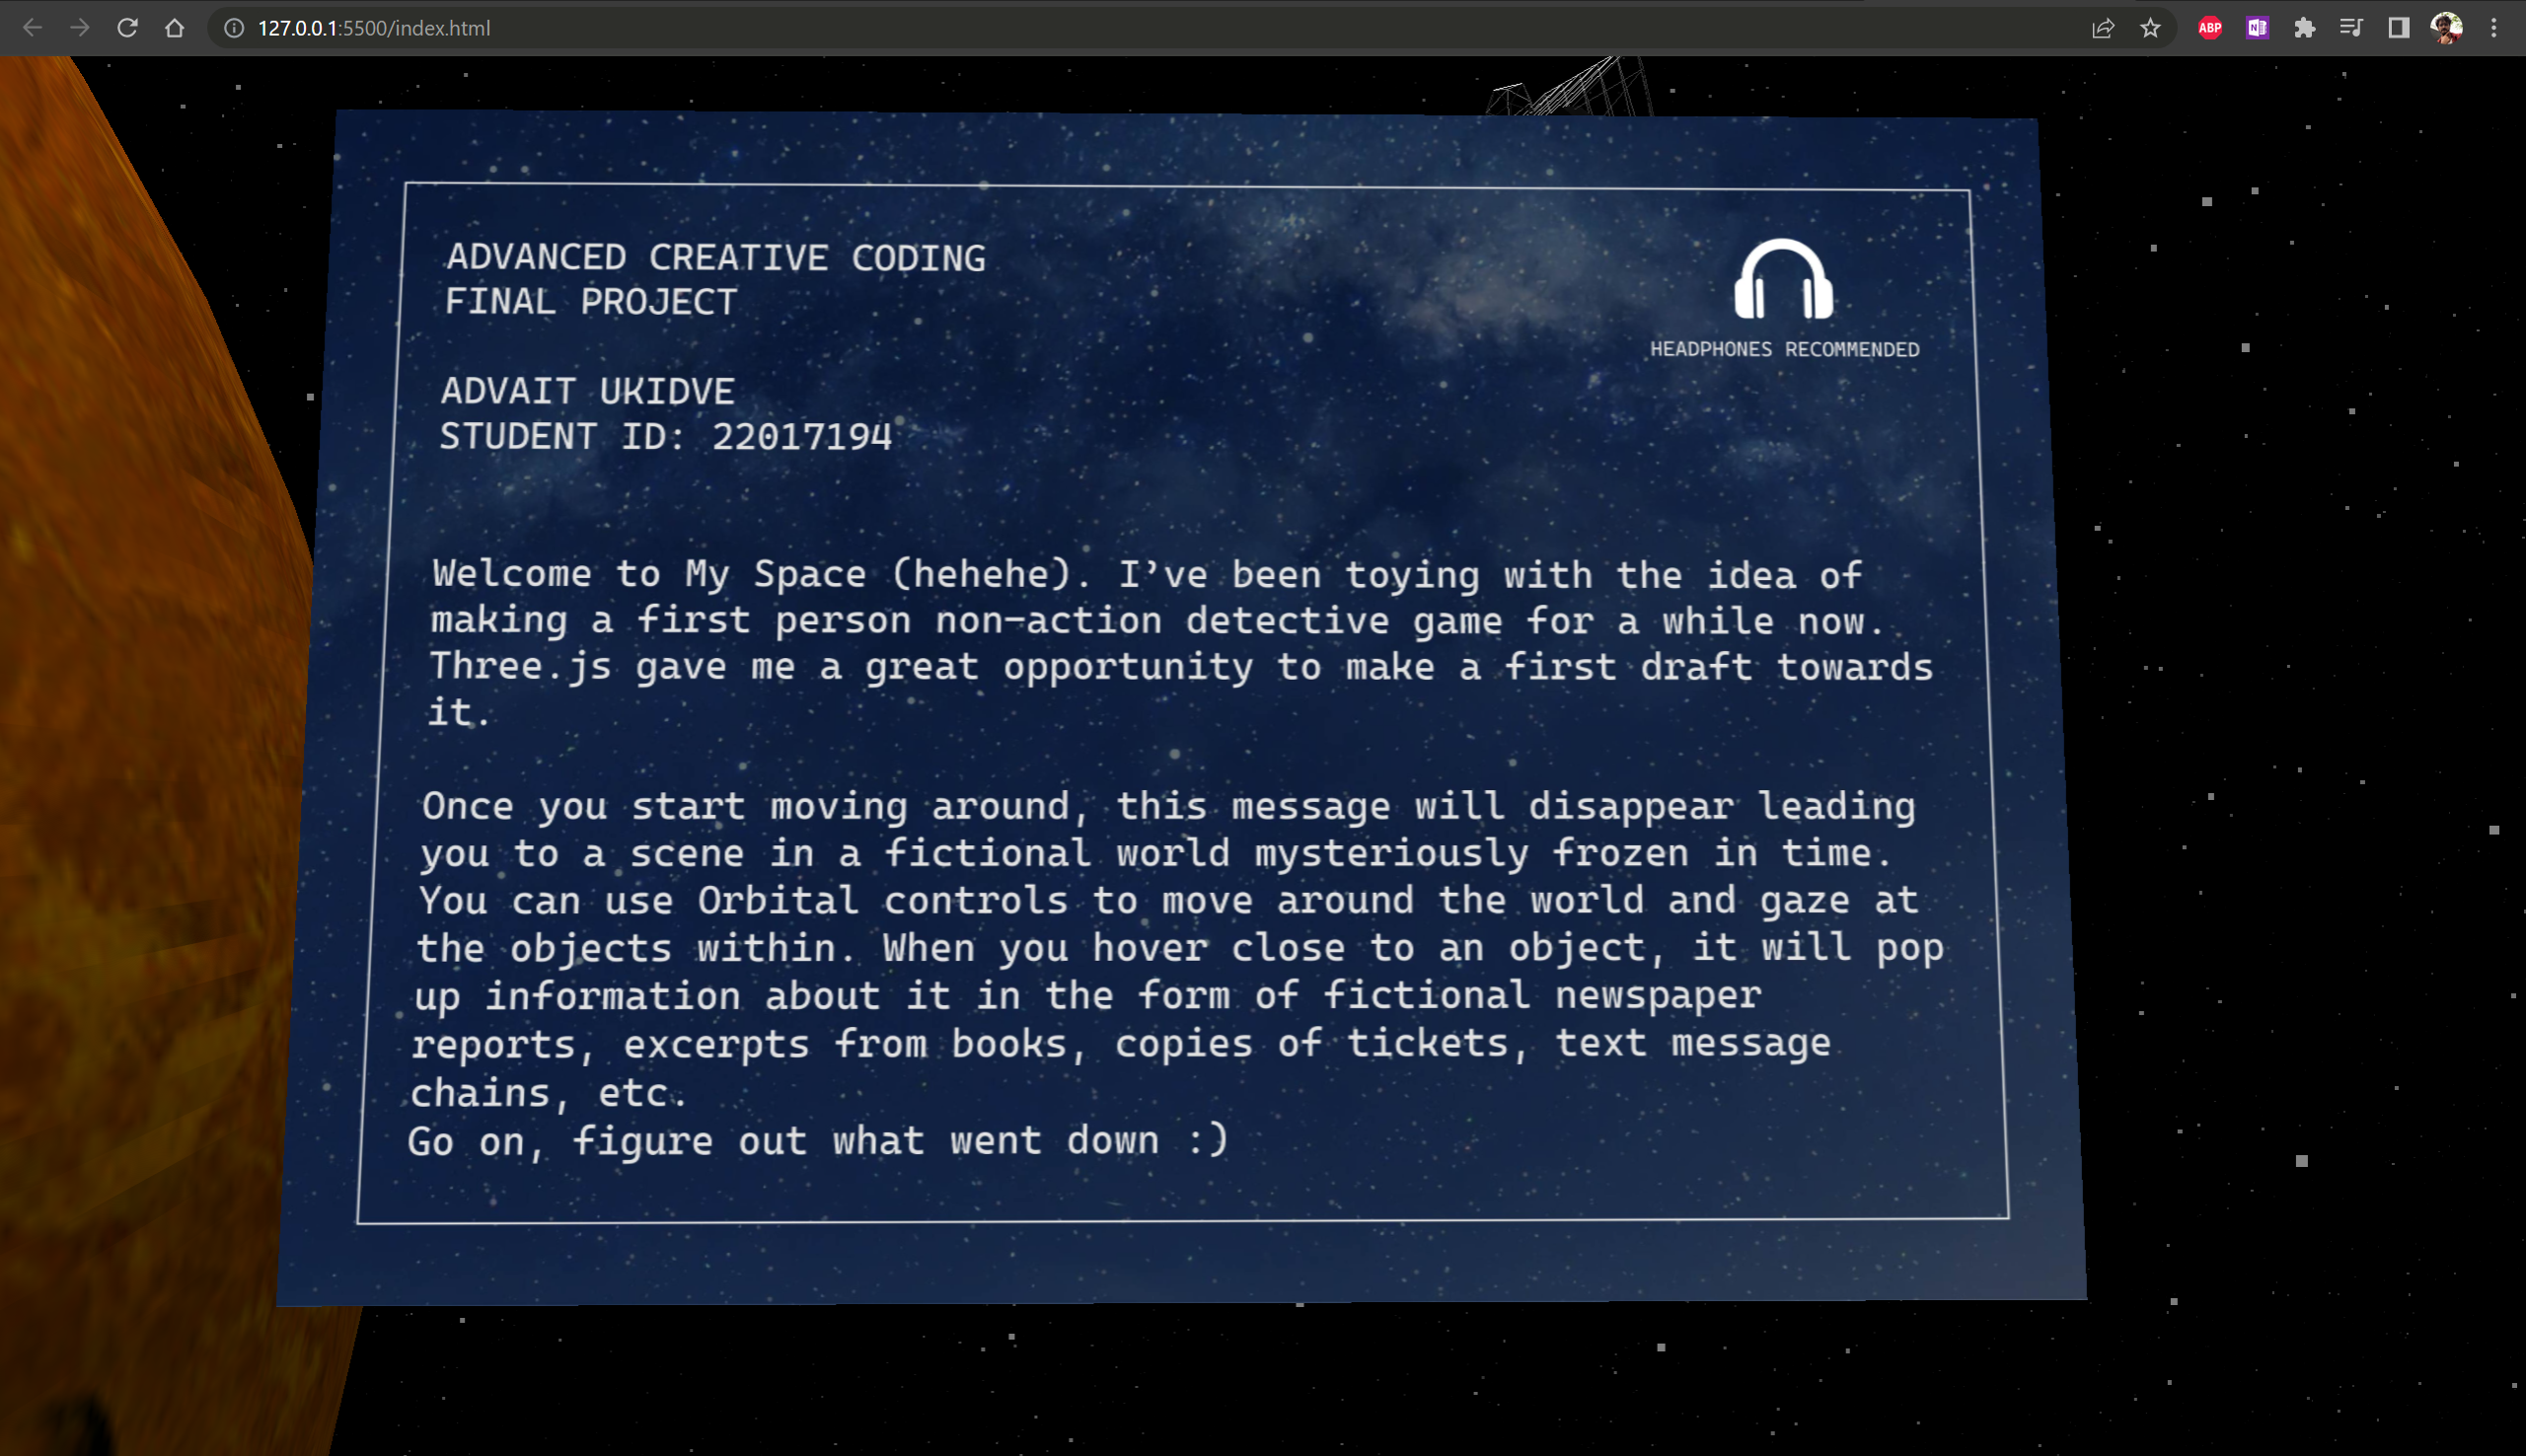 127.0.0.1:5500/index.html
ABP
N
ADVANCED CREATIVE CODING
FINAL PROJECT
HEADPHONES RECOMMENDED
ADVAIT UKIDVE
STUDENT ID: 22017194
Welcome to My Space (hehehe). I’ve been toying with the idea of
making a first person non-action detective game for a while now.
Three.js gave me a great opportunity to make a first draft towards
it.
Once you start moving around, this message will disappear leading
you to a scene in a fictional world mysteriously frozen in time.
You can use Orbital controls to move around the world and gaze at
the objects within. When you hover close to an object, it will pop
up information about it in the form of fictional newspaper
reports, excerpts from books, copies of tickets, text message
chains, etc.
Go on, figure out what went down :)